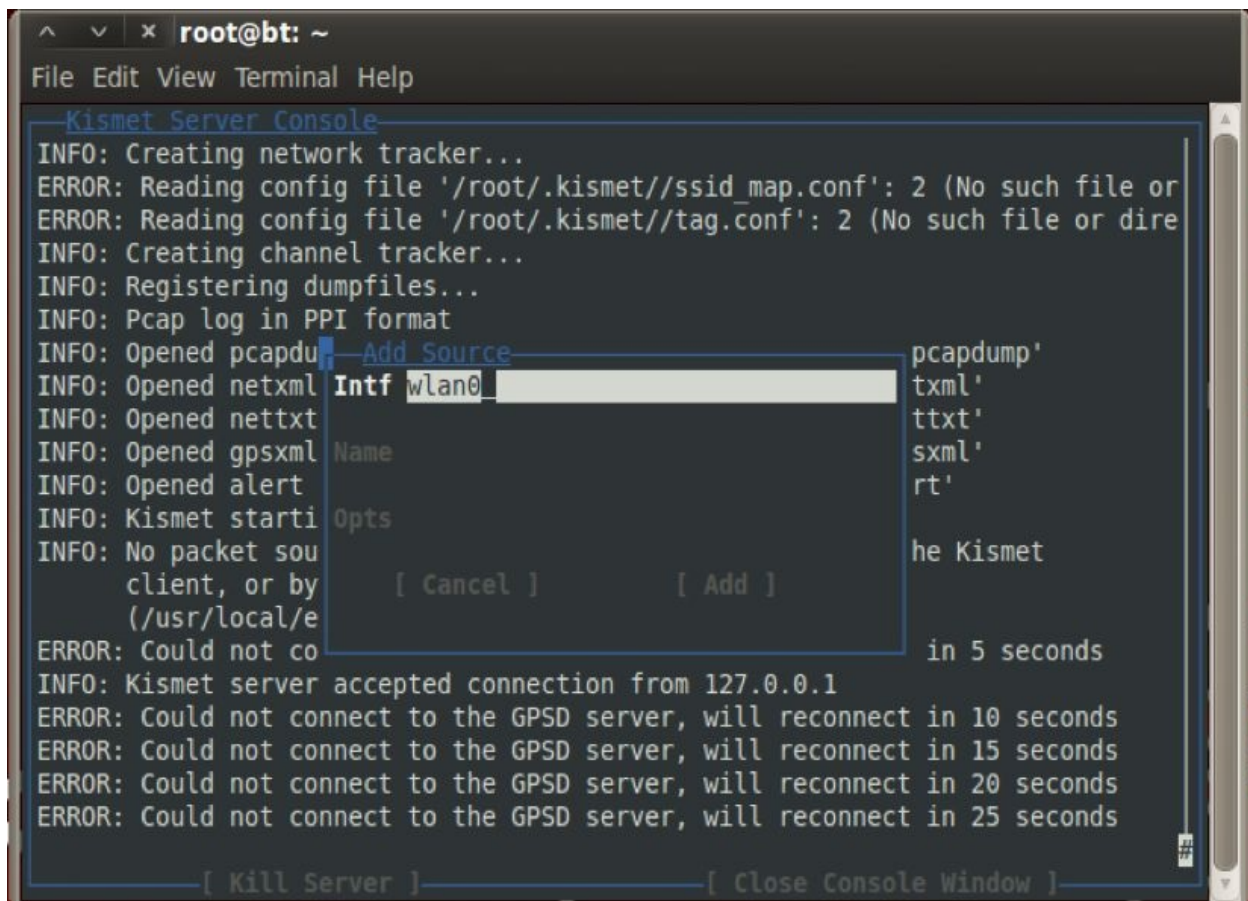 root@bt: ~
File Edit View Terminal Help
Kismet Server Console
INFO: Creating network tracker...
ERROR: Reading config file '/root/.kismet//ssid_map.conf': 2 (No such file or
ERROR: Reading config file '/root/.kismet//tag.conf': 2 (No such file or dire
INFO: Creating channel tracker...
INFO: Registering dumpfiles...
INFO: Pcap log in PPI format
INFO: Opened pcapdu Add Source pcapdump'
INFO: Opened netxml Intf wlan0_ txml'
INFO: Opened nettxt ttxt'
INFO: Opened gpsxml Name sxml'
INFO: Opened alert rt'
INFO: Kismet starti Opts
INFO: No packet sou he Kismet
client, or by [ Cancel ] [ Add ]
(/usr/local/e
ERROR: Could not co in 5 seconds
INFO: Kismet server accepted connection from 127.0.0.1
ERROR: Could not connect to the GPSD server, will reconnect in 10 seconds
ERROR: Could not connect to the GPSD server, will reconnect in 15 seconds
ERROR: Could not connect to the GPSD server, will reconnect in 20 seconds
ERROR: Could not connect to the GPSD server, will reconnect in 25 seconds
#
[ Kill Server ] [ Close Console Window ]